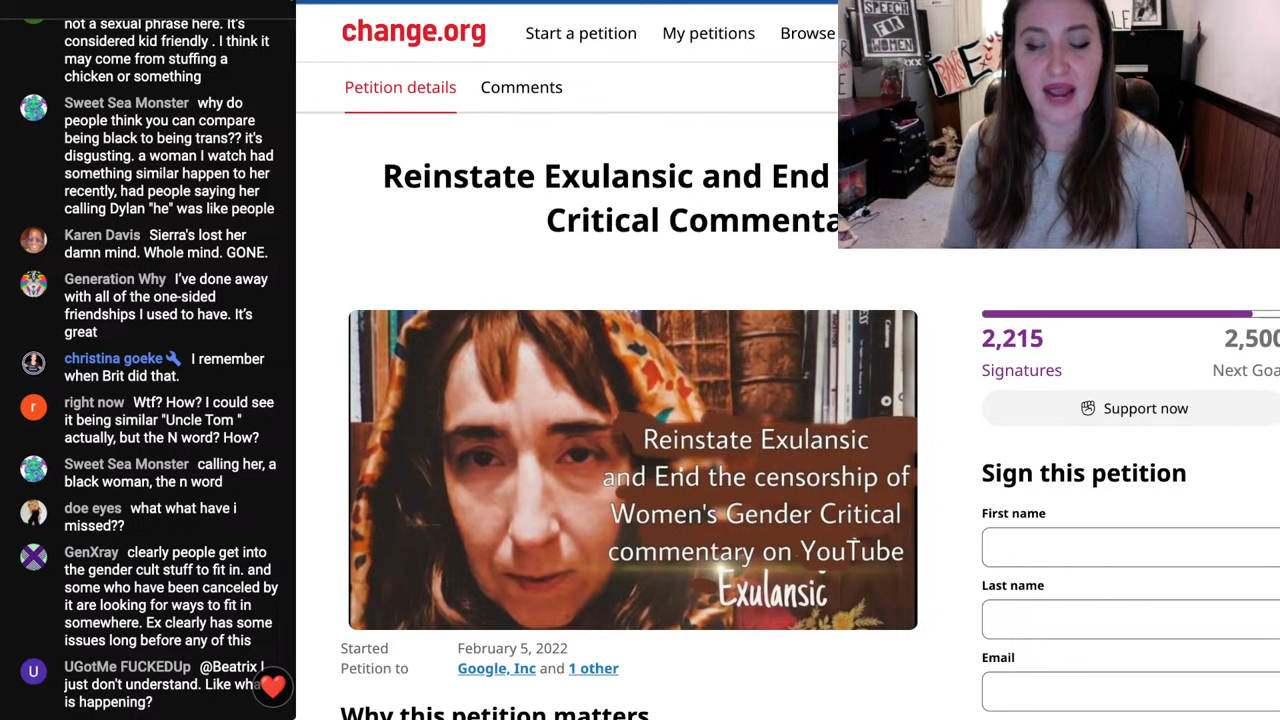 not a sexual phrase here. It's
considered kid friendly . I think it
may come from stuffing a
chicken or something
Sweet Sea Monster why do
people think you can compare
being black to being trans?? it's
disgusting. a woman I watch had
something similar happen to her
recently, had people saying her
calling Dylan "he" was like people
Karen Davis Sierra's lost her
damn mind. Whole mind. GONE.
Generation Why I've done away
with all of the one-sided
friendships I used to have. It's
great
christina goeke I remember
when Brit did that.
right now Wtf? How? I could see
it being similar "Uncle Tom "
actually, but the N word? How?
Sweet Sea Monster calling her, a
black woman, the n word
doe eyes what what have i
missed??
GenXray clearly people get into
the gender cult stuff to fit in. and
some who have been canceled by
it are looking for ways to fit in
somewhere. Ex clearly has some
issues long before any of this
UGotMe FUCKEDUp @Beatrix I
just don't understand. Like
is happening?
change.org
Start a petition My petitions Browse
Petition details Comments
Reinstate Exulansic and End
Critical Commenta
Reinstate Exulansic
and End the censorship of
Women's Gender Critical
commentary on YouTube
Exulansic
Started February 5, 2022
Petition to Google, Inc and 1 other
Why this petition matters
SPEECH
FOR
WOMEN
XX
2,215 2,500
Signatures Next Goa
Support now
Sign this petition
First name
Last name
Email